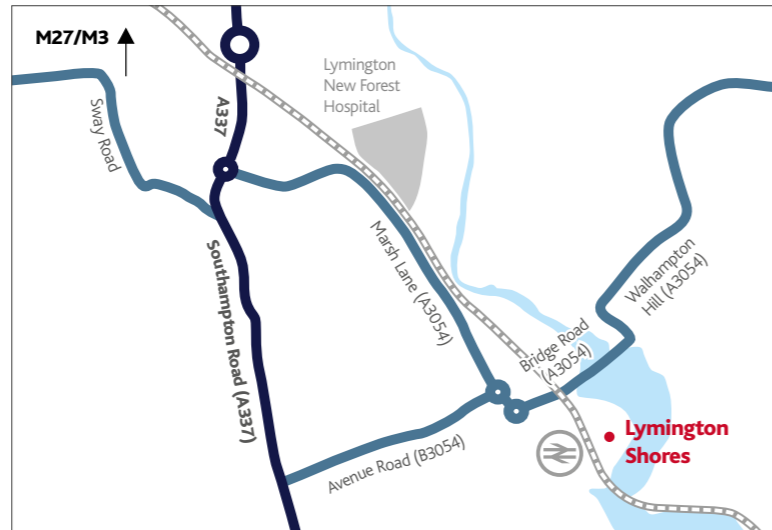 M27/M3
A337
Lymington
New Forest
Hospital
Sway Road
Southampton Road (A337)
Marsh Lane (A3054)
Walhampton
Hill (A3054)
Bridge Road
(A3054)
Avenue Road (B3054)
Lymington
Shores